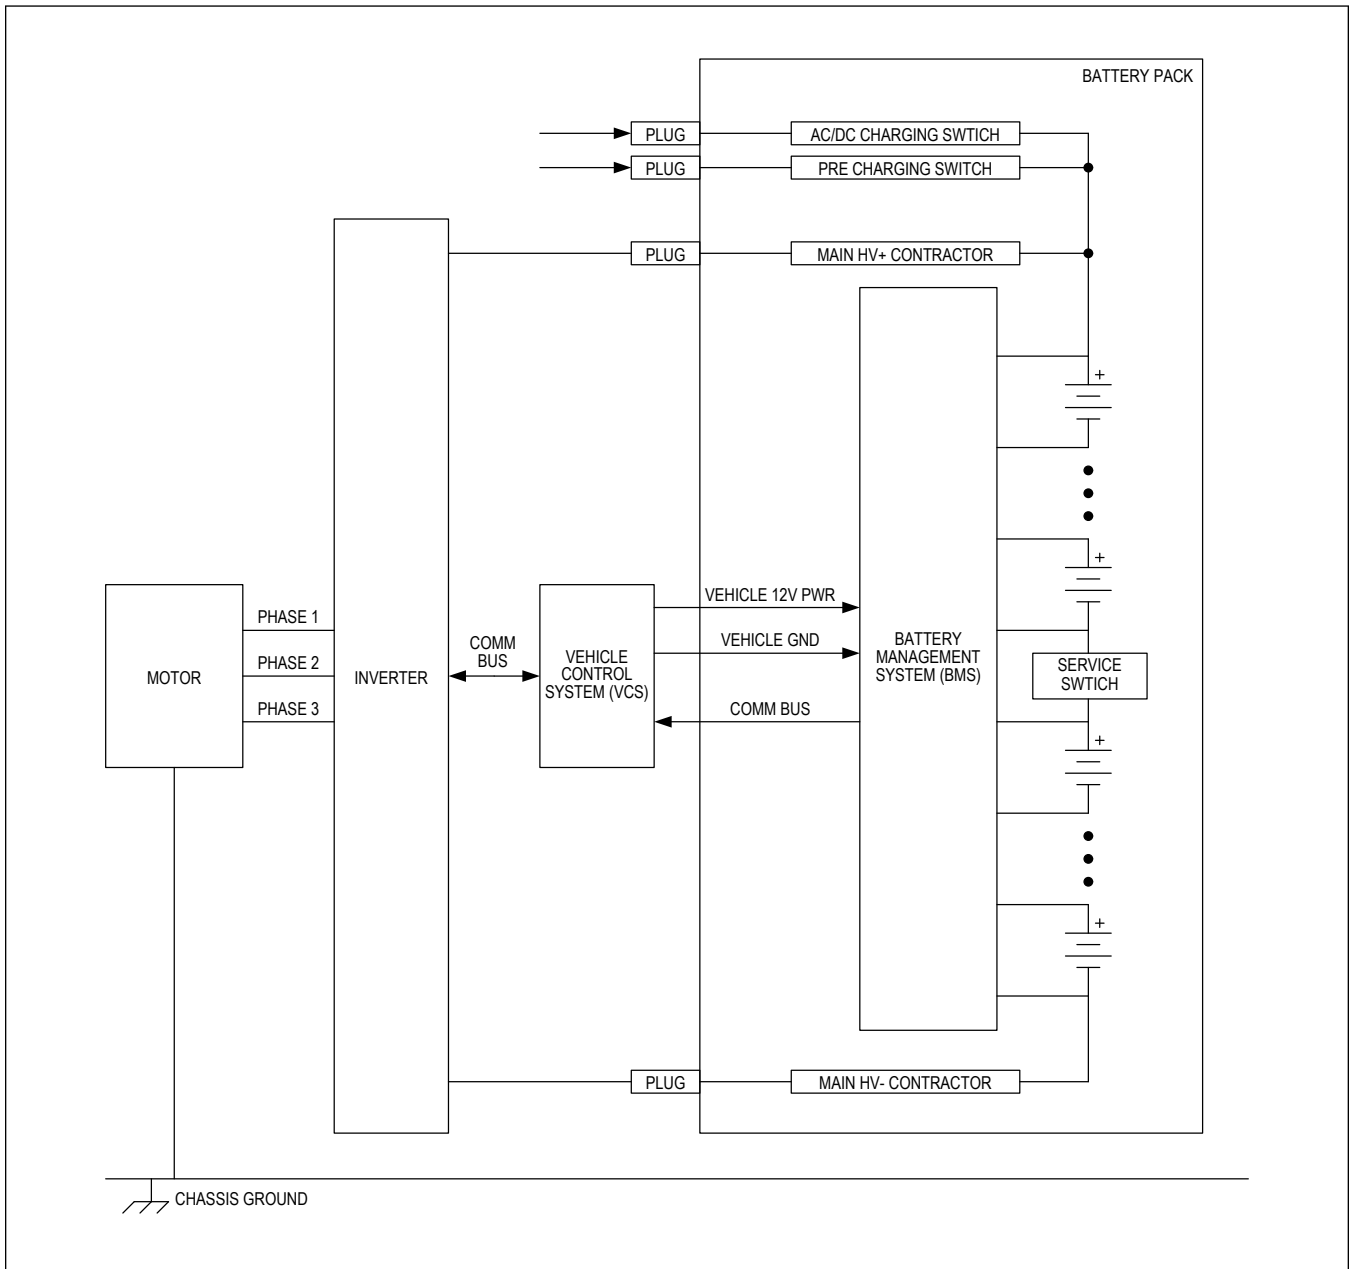 BATTERY PACK
PLUG
AC/DC CHARGING SWTICH
PLUG
PRE CHARGING SWITCH
PLUG
MAIN HV+ CONTRACTOR
+
+
VEHICLE 12V PWR
PHASE 1
COMM
BUS
VEHICLE GND
BATTERY
MANAGEMENT
SYSTEM (BMS)
MOTOR
PHASE 2
INVERTER
VEHICLE
CONTROL
SYSTEM (VCS)
SERVICE
SWTICH
PHASE 3
COMM BUS
+
+
PLUG
MAIN HV- CONTRACTOR
CHASSIS GROUND